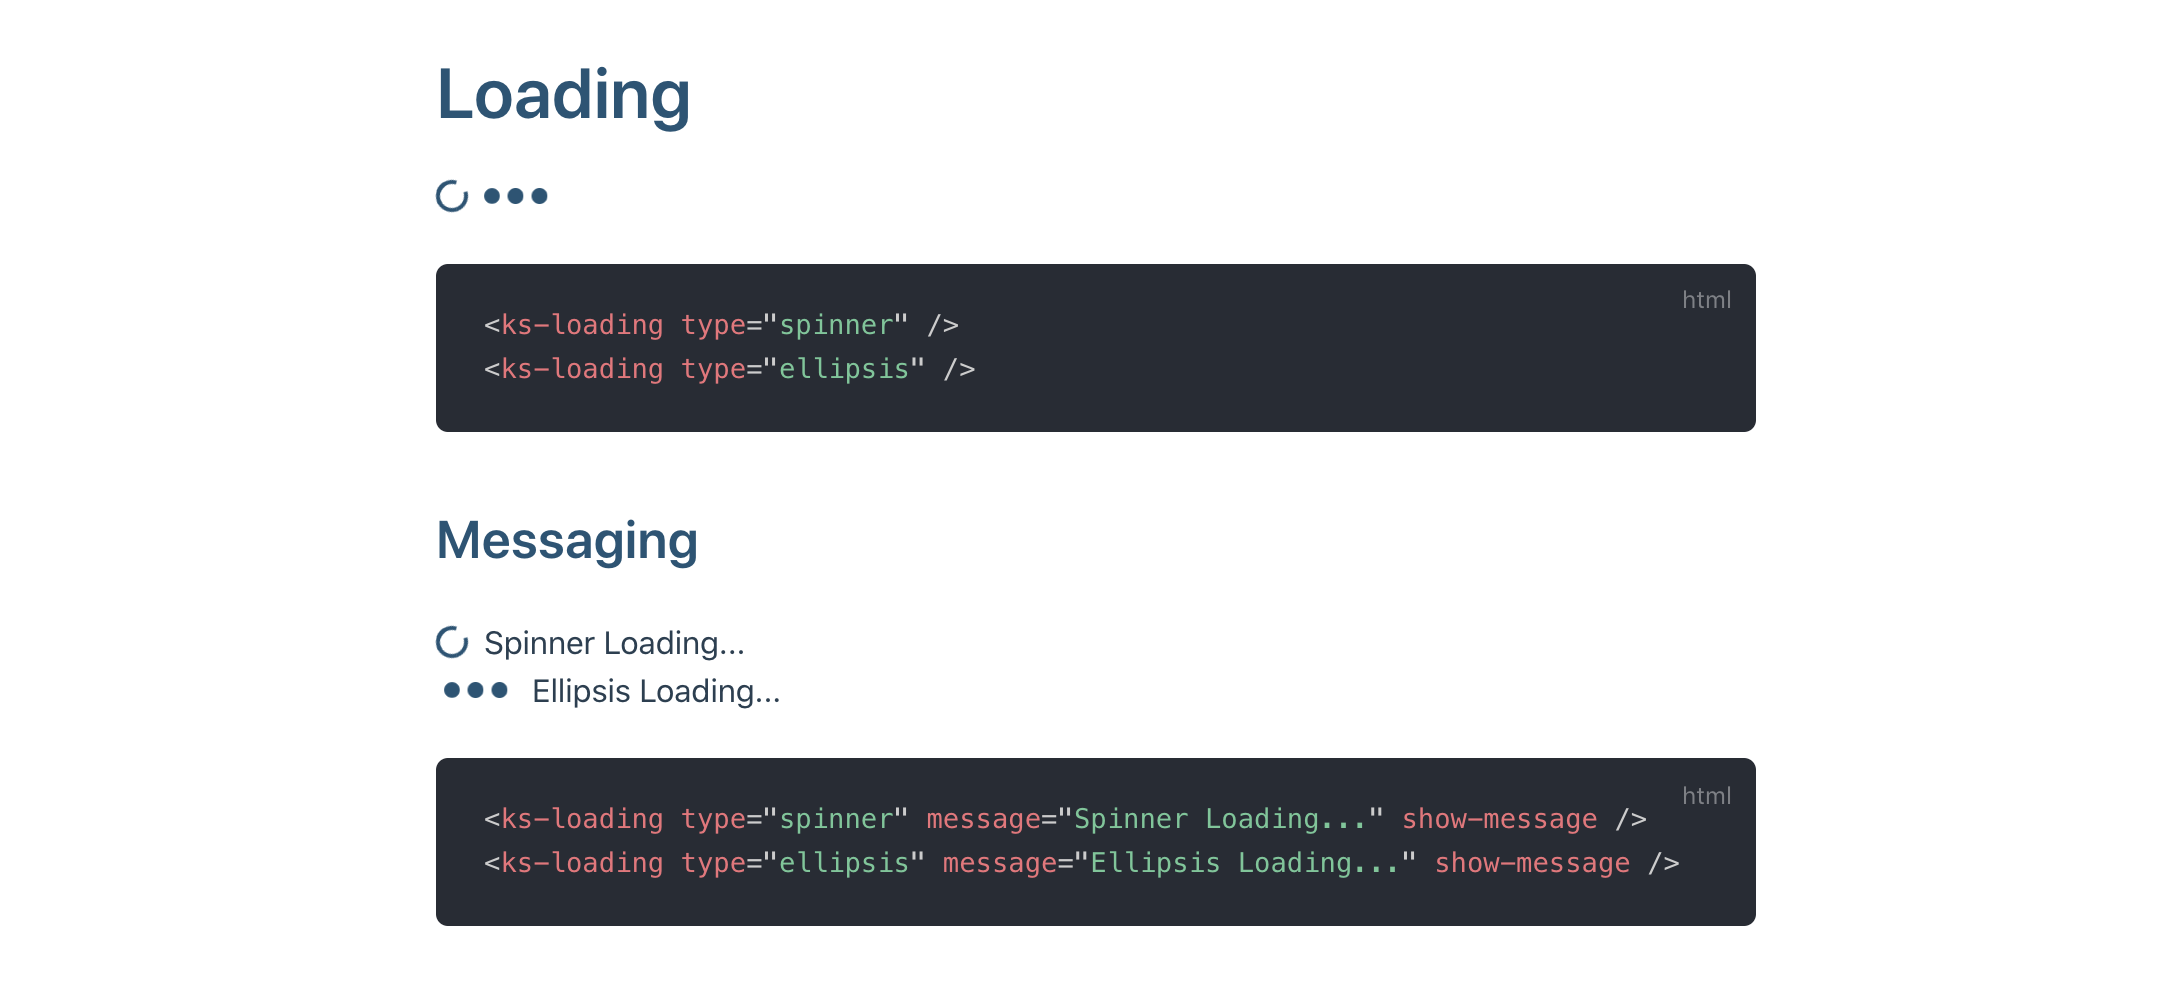 Loading
html
<ks-loading type="spinner" />
<ks-loading type="ellipsis" />
Messaging
Spinner Loading...
Ellipsis Loading...
html
<ks-loading type="spinner" message="Spinner Loading..." show-message />
<ks-loading type="ellipsis" message="Ellipsis Loading..." show-message />